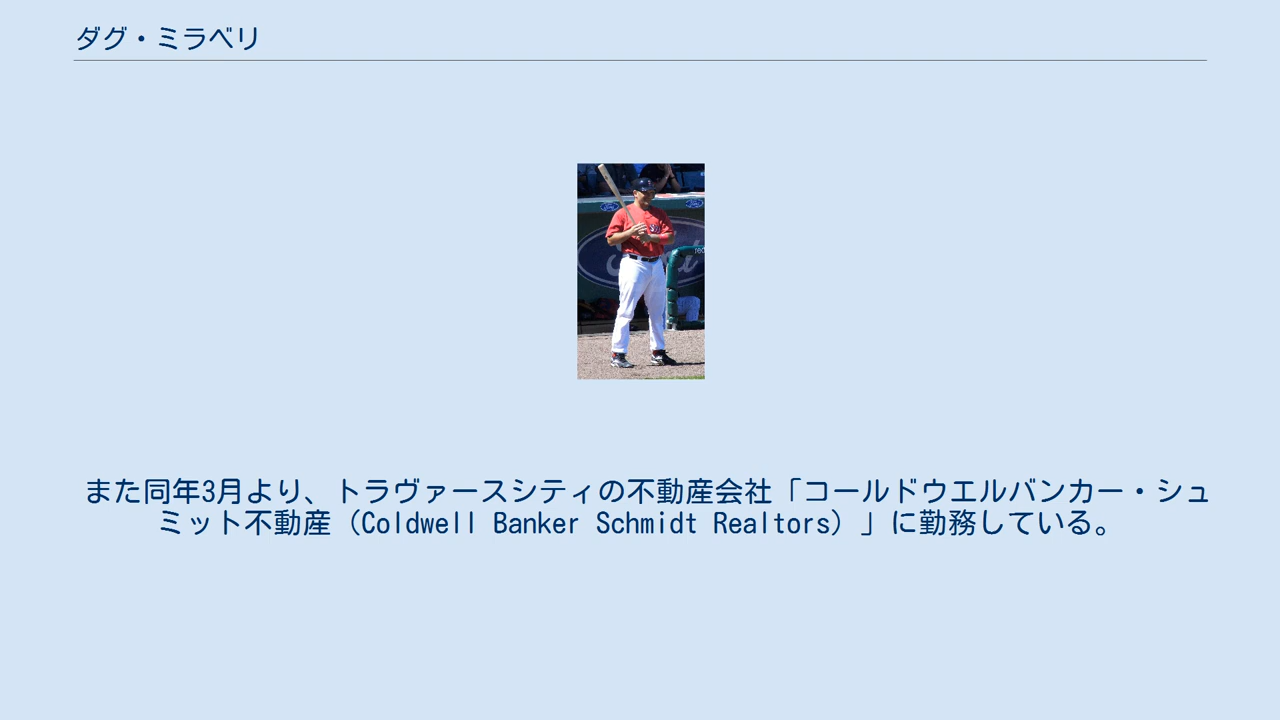 ダグ・ミラベリ
また同年3月より、トラヴァースシティの不動産会社「コールドウエルバンカー・シュ
ミット不動産（Coldwell Banker Schmidt Realtors）」に勤務している。